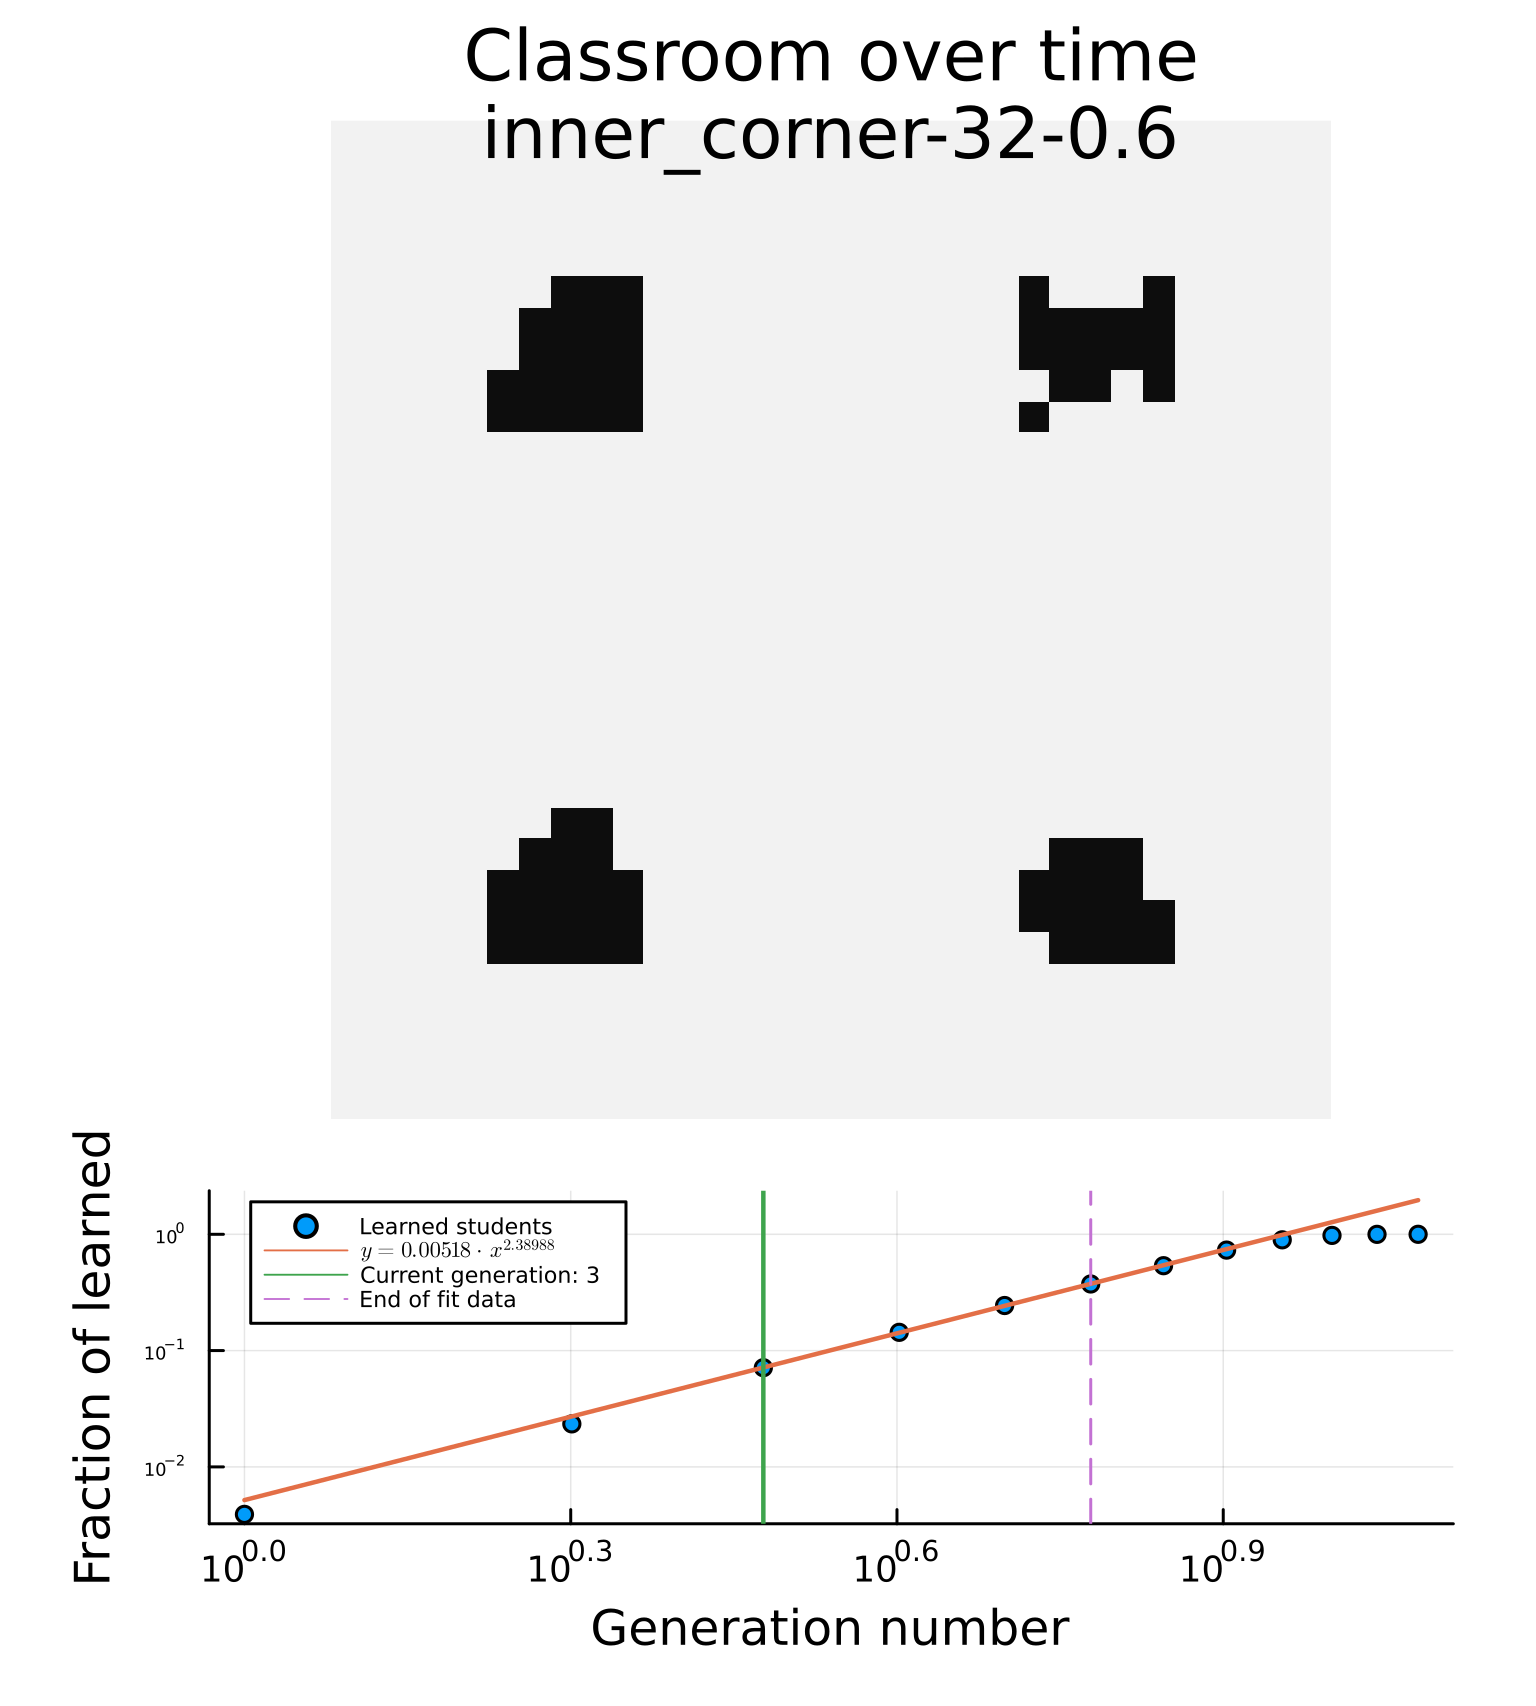 Classroom over time
inner_corner-32-0.6
Fraction of learned
10^0
10^−1
10^−2
Learned students
y = 0.00518 · x^2.38988
Current generation: 3
End of fit data
10^0.0 10^0.3 10^0.6 10^0.9
Generation number